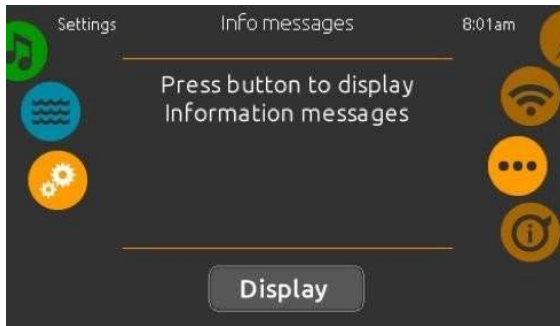 Settings
Info messages
8:01am
Press button to display
Information messages
Display